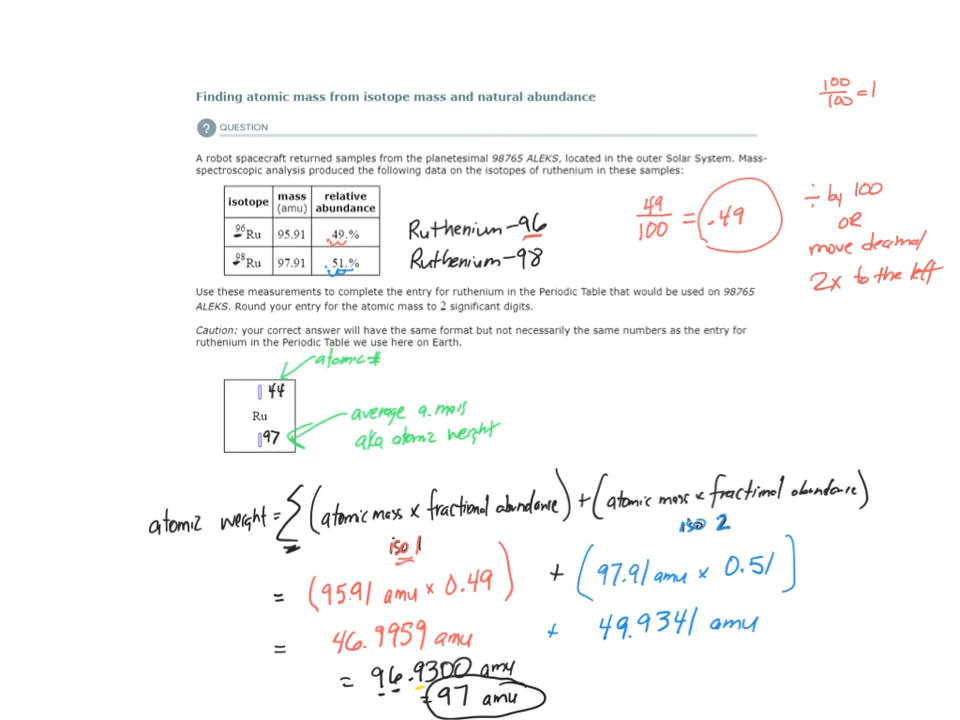 100
100 = 1
Finding atomic mass from isotope mass and natural abundance
? QUESTION
A robot spacecraft returned samples from the planetesimal 98765 ALEKS, located in the outer Solar System. Mass-
spectroscopic analysis produced the following data on the isotopes of ruthenium in these samples:
isotope mass (amu) relative abundance
96Ru 95.91 49.%
98Ru 97.91 .51.%
Ruthenium-96
Ruthenium-98
49
100 = .49
÷ by 100
OR
move decimal
2x to the left
Use these measurements to complete the entry for ruthenium in the Periodic Table that would be used on 98765
ALEKS. Round your entry for the atomic mass to 2 significant digits.
Caution: your correct answer will have the same format but not necessarily the same numbers as the entry for
ruthenium in the Periodic Table we use here on Earth.
atomic #
44
Ru
97
average a. mass
aka atomic weight
atomic weight = Σ (atomic mass x fractional abundance) + (atomic mass x fractional abundance)
iso 1 iso 2
= (95.91 amu x 0.49) + (97.91 amu x 0.51)
= 46.9959 amu + 49.9341 amu
= 96.9300 amu
= 97 amu